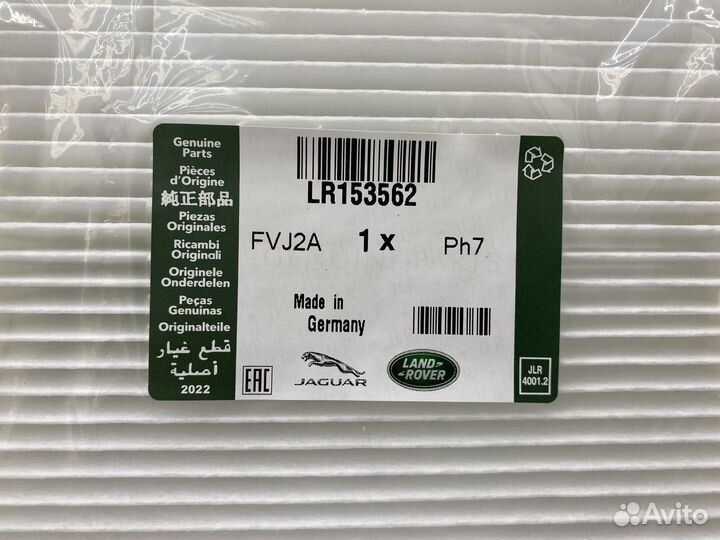 Genuine
Parts
Pièces
d'Origine
純正部品
Piezas
Originales
Ricambi
Originali
Originele
Onderdelen
Peças
Genuinas
Originalteile
قطع غيار
أصلية
2022
LR153562
FVJ2A 1 x Ph7
Made in
Germany
EAC
JAGUAR
LAND-
-ROVER
JLR
4001.2
Avito